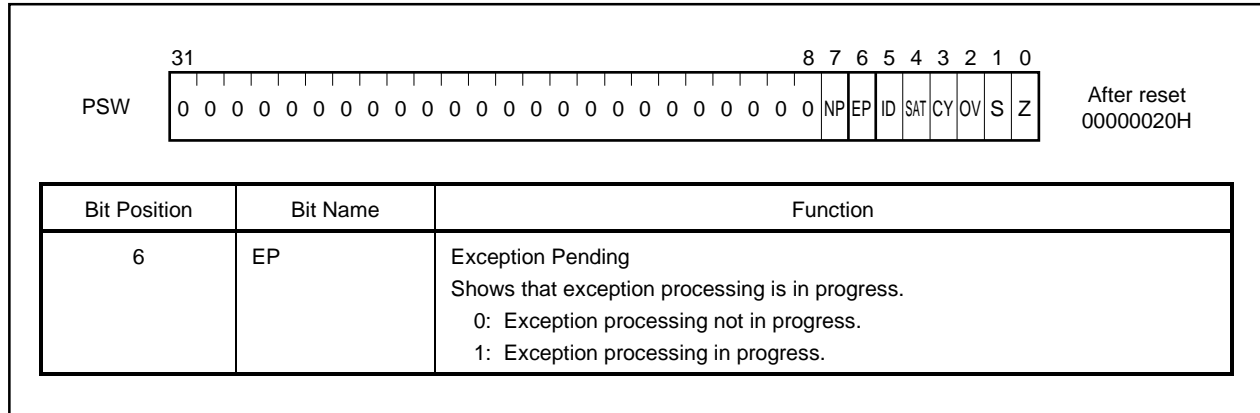 31 8 7 6 5 4 3 2 1 0
PSW 0 0 0 0 0 0 0 0 0 0 0 0 0 0 0 0 0 0 0 0 0 0 0 0 NP EP ID SAT CY OV S Z
After reset
00000020H
Bit Position Bit Name Function
6 EP Exception Pending
Shows that exception processing is in progress.
0: Exception processing not in progress.
1: Exception processing in progress.